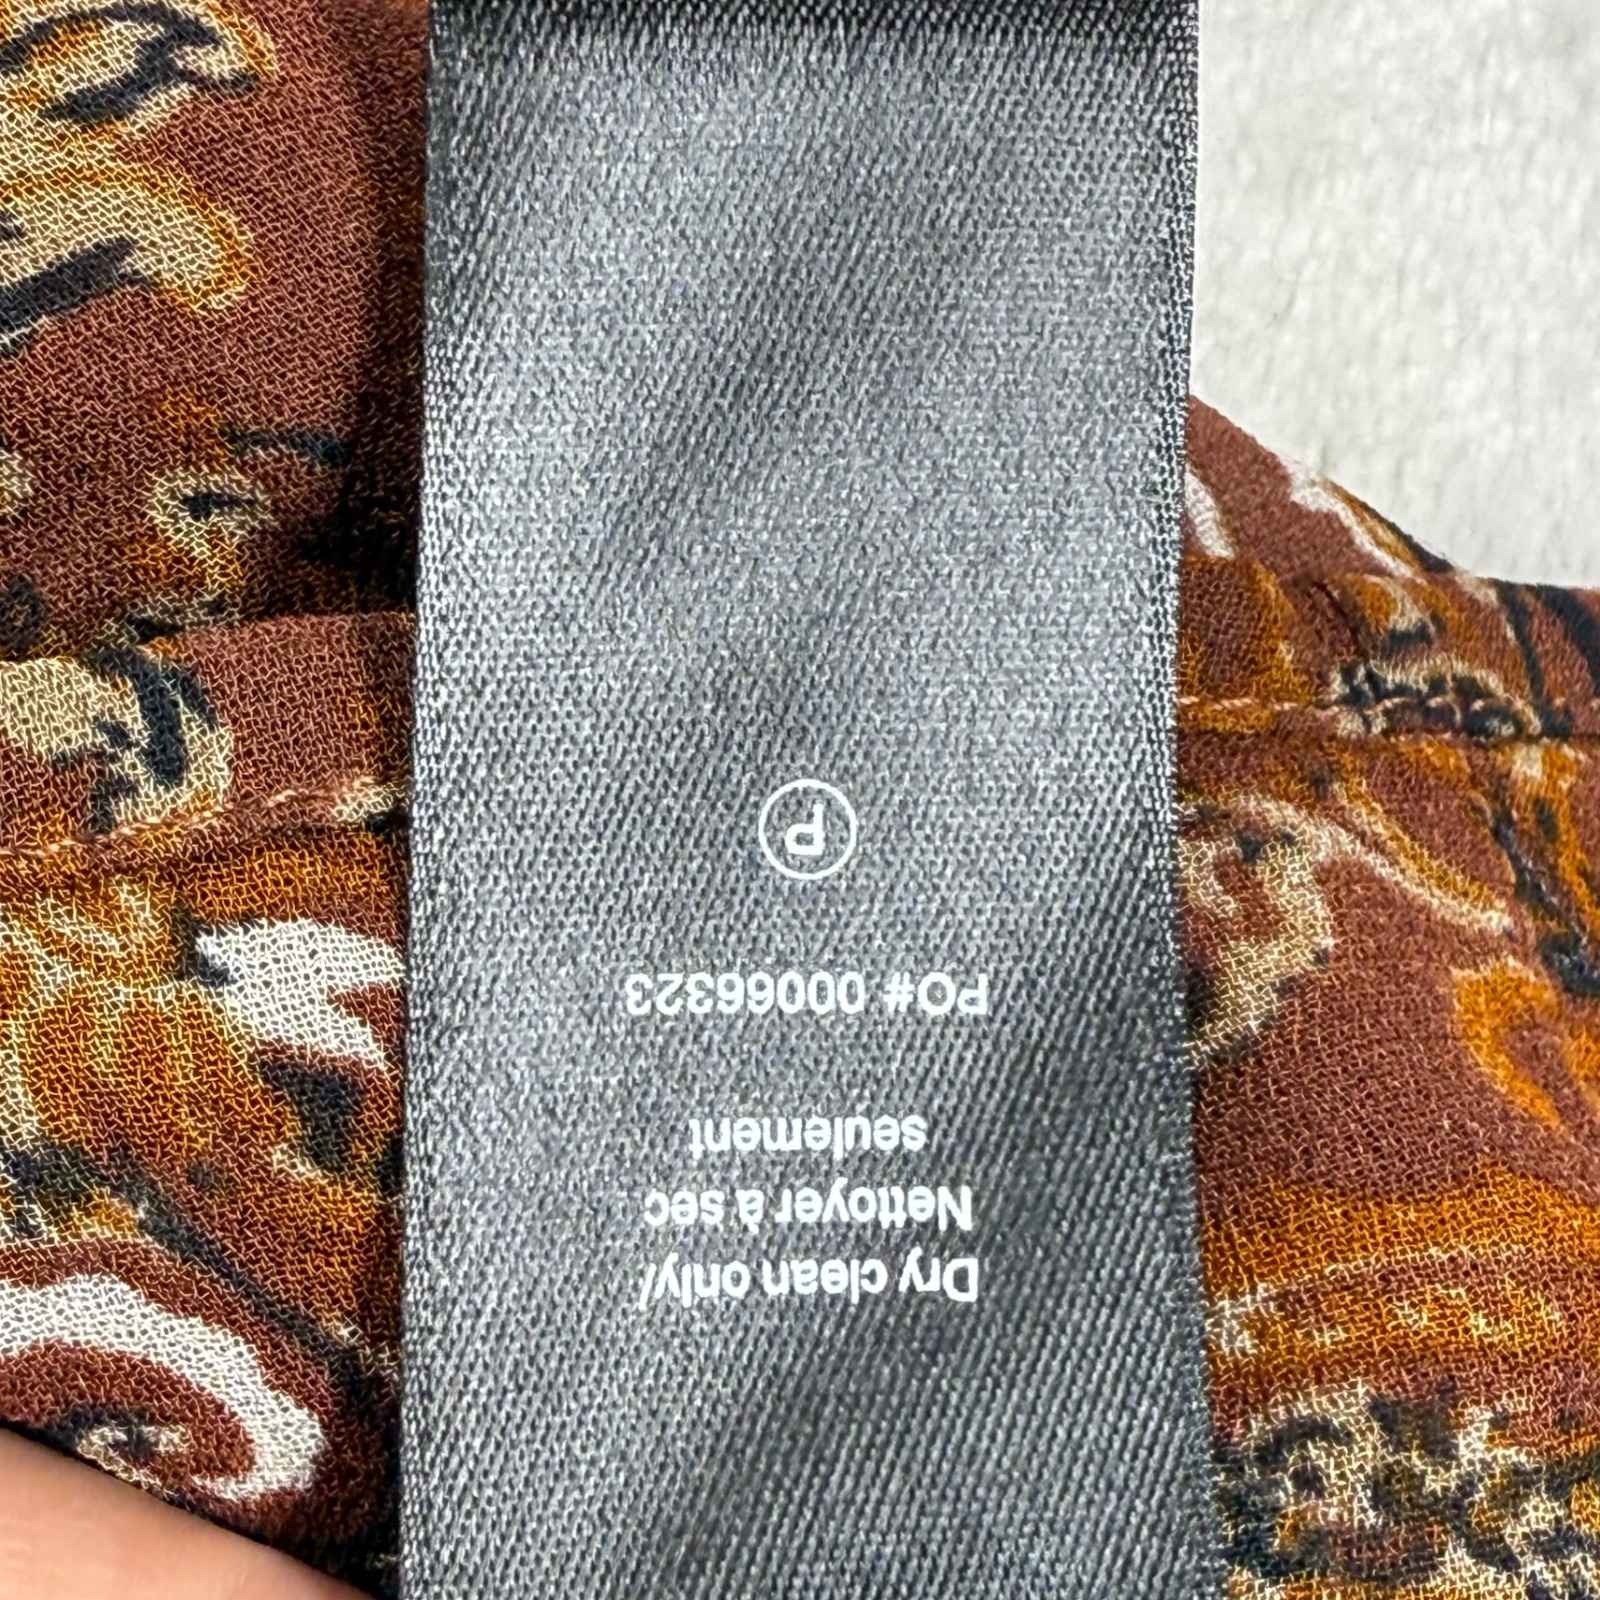 Dry clean only/
Nettoyer à sec
seulement
PO# 00066323
P